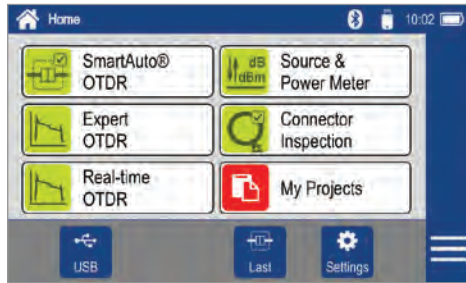 Home
10:02
SmartAuto®
OTDR
dB
dBm
Source &
Power Meter
Expert
OTDR
Connector
Inspection
Real-time
OTDR
My Projects
USB
Last
Settings